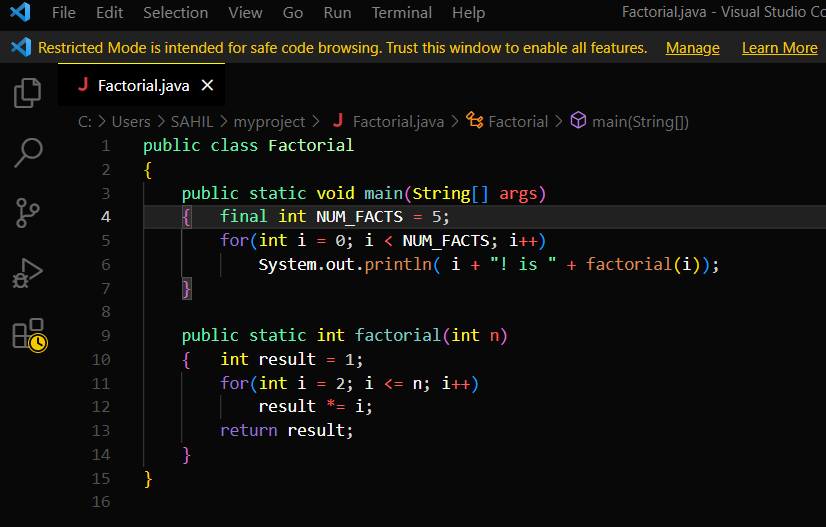 File Edit Selection View Go Run Terminal Help Factorial.java - Visual Studio Co
Restricted Mode is intended for safe code browsing. Trust this window to enable all features. Manage Learn More
J Factorial.java ×
C: > Users > SAHIL > myproject > J Factorial.java > Factorial > main(String[])
1 public class Factorial
2 {
3     public static void main(String[] args)
4     {   final int NUM_FACTS = 5;
5         for(int i = 0; i < NUM_FACTS; i++)
6             System.out.println( i + "! is " + factorial(i));
7     }
8
9     public static int factorial(int n)
10     {   int result = 1;
11         for(int i = 2; i <= n; i++)
12             result *= i;
13         return result;
14     }
15 }
16